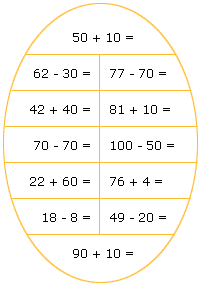 50 + 10 =
62 - 30 = 77 - 70 =
42 + 40 = 81 + 10 =
70 - 70 = 100 - 50 =
22 + 60 = 76 + 4 =
18 - 8 = 49 - 20 =
90 + 10 =